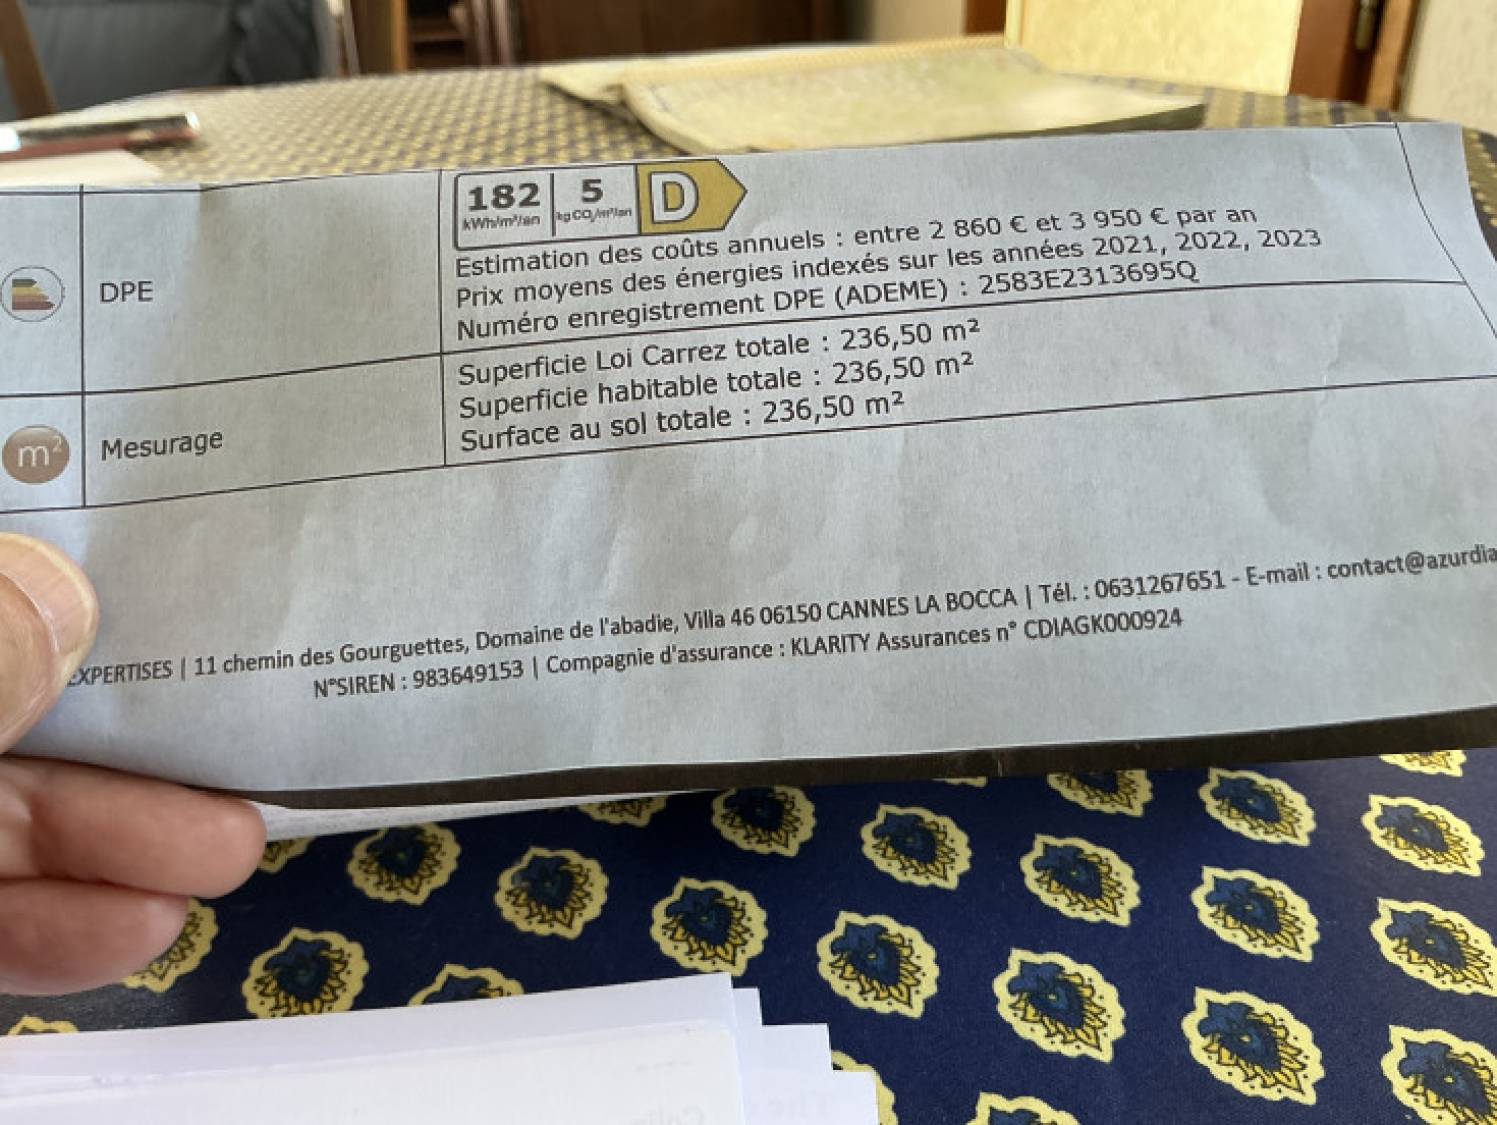 DPE
182 5 D
kWh/m²/an kg CO₂/m²/an
Estimation des coûts annuels : entre 2 860 € et 3 950 € par an
Prix moyens des énergies indexés sur les années 2021, 2022, 2023
Numéro enregistrement DPE (ADEME) : 2583E2313695Q
m² Mesurage
Superficie Loi Carrez totale : 236,50 m²
Superficie habitable totale : 236,50 m²
Surface au sol totale : 236,50 m²
EXPERTISES | 11 chemin des Gourguettes, Domaine de l'abadie, Villa 46 06150 CANNES LA BOCCA | Tél. : 0631267651 - E-mail : contact@azurdia
N°SIREN : 983649153 | Compagnie d'assurance : KLARITY Assurances n° CDIAGK000924